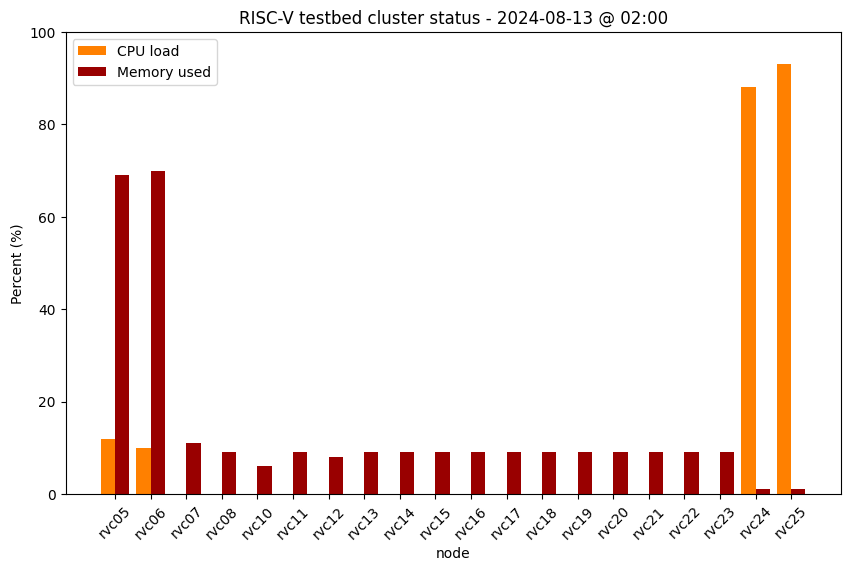 RISC-V testbed cluster status - 2024-08-13 @ 02:00
CPU load
Memory used
Percent (%)
100
80
60
40
20
0
rvc05 rvc06 rvc07 rvc08 rvc10 rvc11 rvc12 rvc13 rvc14 rvc15 rvc16 rvc17 rvc18 rvc19 rvc20 rvc21 rvc22 rvc23 rvc24 rvc25
node